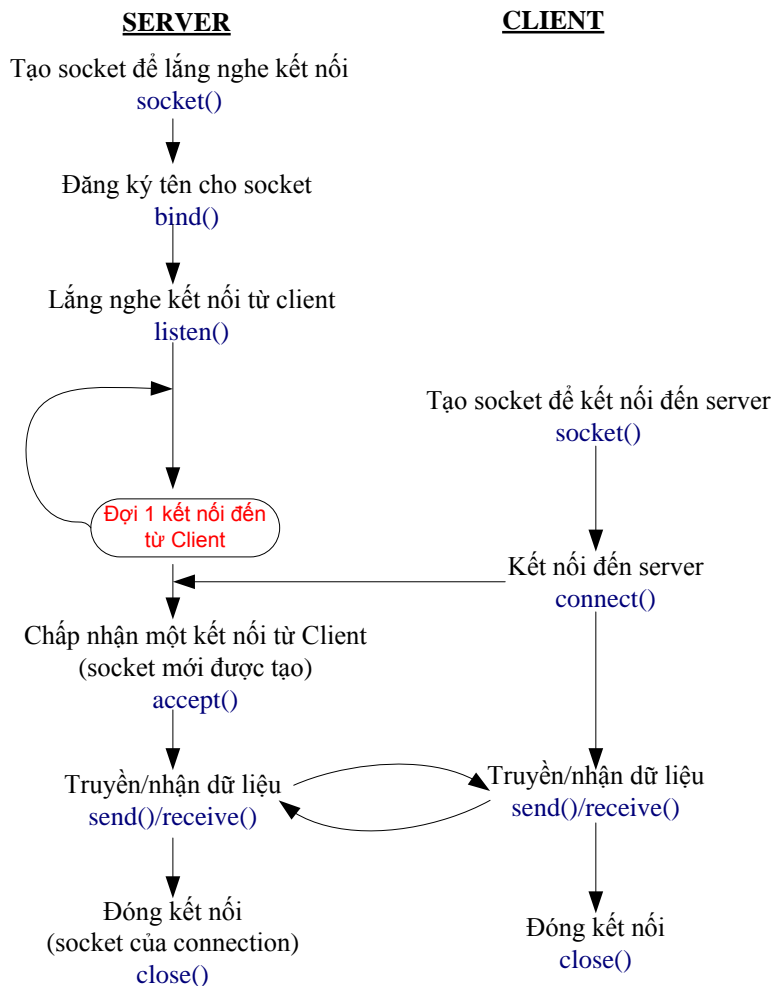 SERVER
Tạo socket để lắng nghe kết nối
socket()
Đăng ký tên cho socket
bind()
Lắng nghe kết nối từ client
listen()
Đợi 1 kết nối đến
từ Client
Chấp nhận một kết nối từ Client
(socket mới được tạo)
accept()
Truyền/nhận dữ liệu
send()/receive()
Đóng kết nối
(socket của connection)
close()
CLIENT
Tạo socket để kết nối đến server
socket()
Kết nối đến server
connect()
Truyền/nhận dữ liệu
send()/receive()
Đóng kết nối
close()